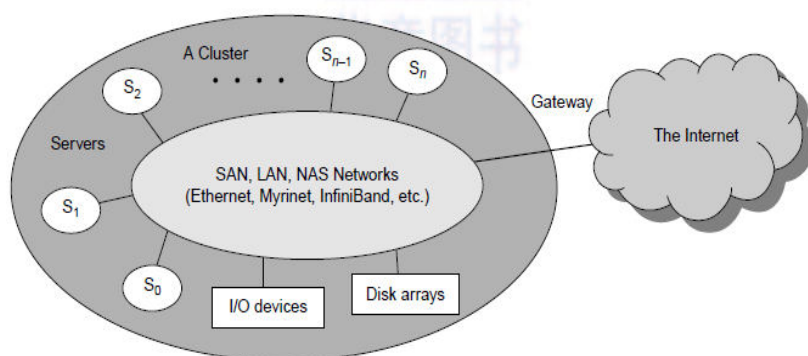 A Cluster
S₂
. . . .
Sₙ₋₁
Sₙ
Gateway
The Internet
Servers
SAN, LAN, NAS Networks
(Ethernet, Myrinet, InfiniBand, etc.)
S₁
S₀
I/O devices
Disk arrays